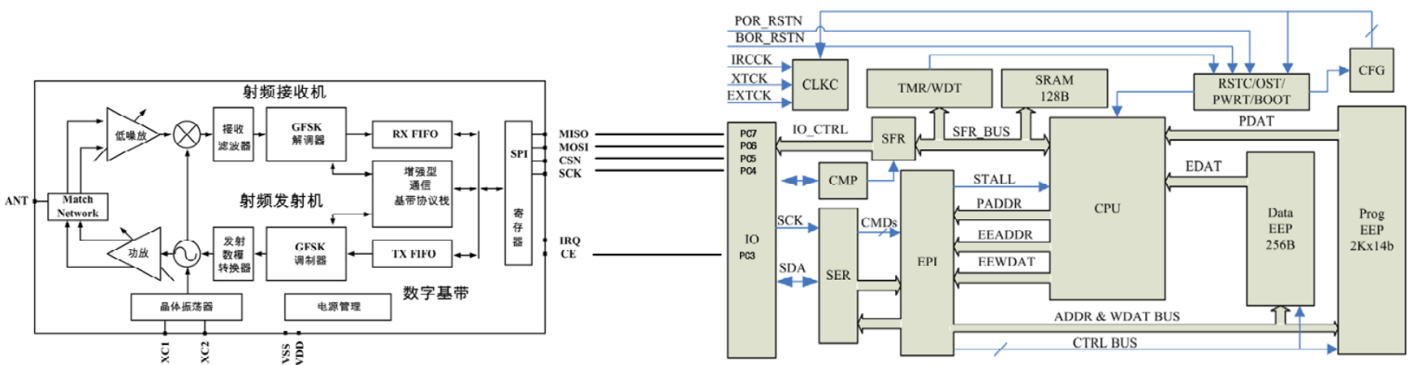 射频接收机
低噪放
接收
滤波器
GFSK
解调器
RX FIFO
增强型
通信
基带协议栈
SPI
寄
存
器
MISO
MOSI
CSN
SCK
IRQ
CE
ANT
Match
Network
射频发射机
功放
发射
数模
转换器
GFSK
调制器
TX FIFO
数字基带
晶体振荡器
电源管理
XC1
XC2
VSS
VDD
POR_RSTN
BOR_RSTN
IRCCK
XTCK
EXTCK
CLKC
TMR/WDT
SRAM
128B
RSTC/OST/
PWRT/BOOT
CFG
PC7
PC6
PC5
PC4
IO
PC3
IO_CTRL
SFR
SFR_BUS
PDAT
CMP
EDAT
STALL
PADDR
EEADDR
EEWDAT
CPU
SCK
SDA
SER
CMDs
EPI
Data
EEP
256B
Prog
EEP
2Kx14b
ADDR & WDAT BUS
CTRL BUS